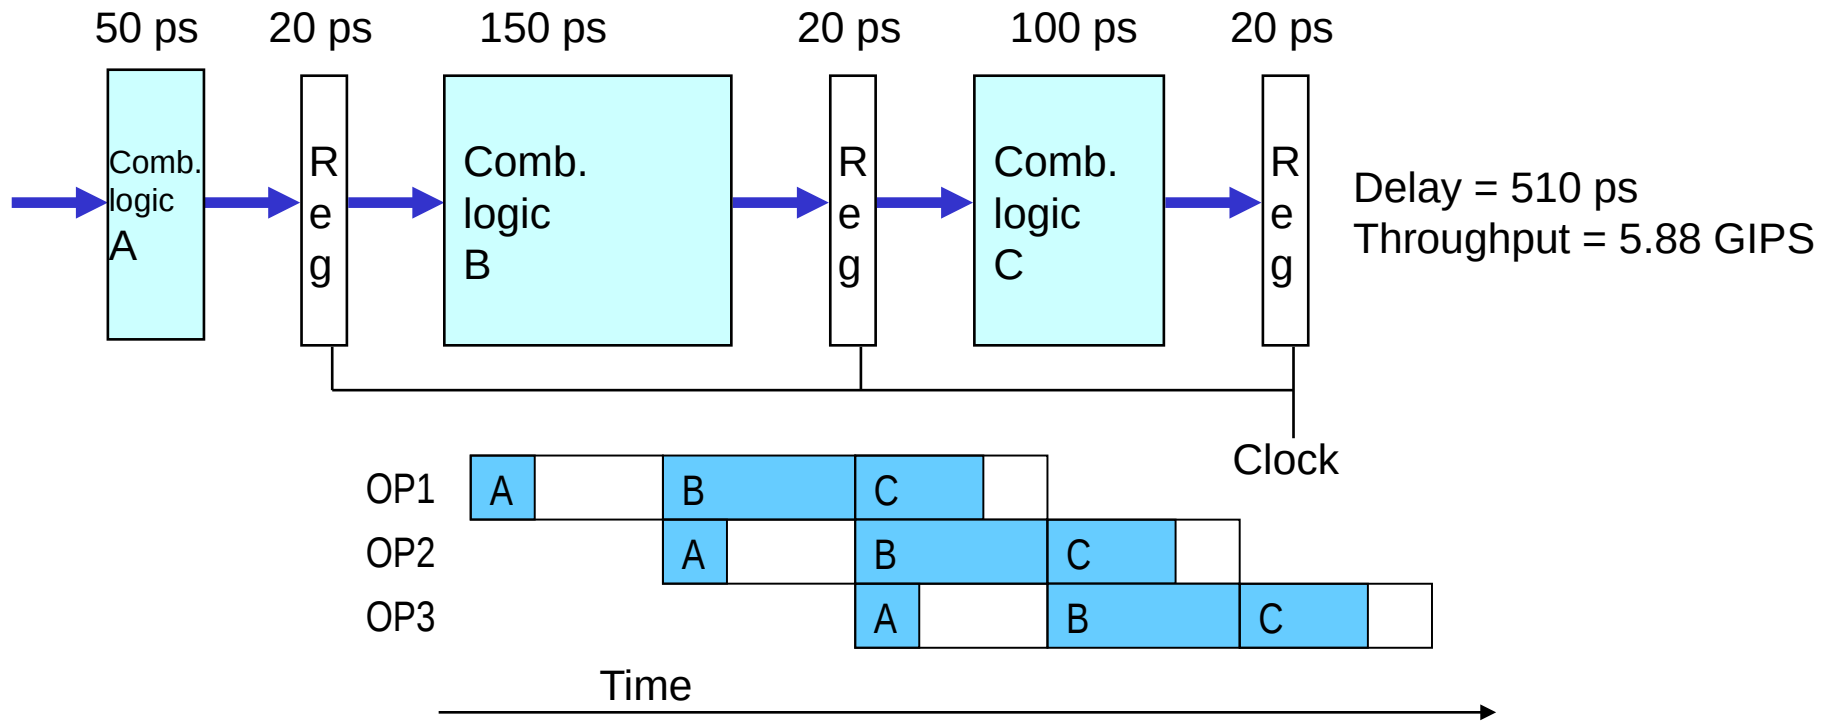 50 ps 20 ps 150 ps 20 ps 100 ps 20 ps
Comb.
logic
A
R
e
g
Comb.
logic
B
R
e
g
Comb.
logic
C
R
e
g
Delay = 510 ps
Throughput = 5.88 GIPS
Clock
OP1 A B C
OP2 A B C
OP3 A B C
Time